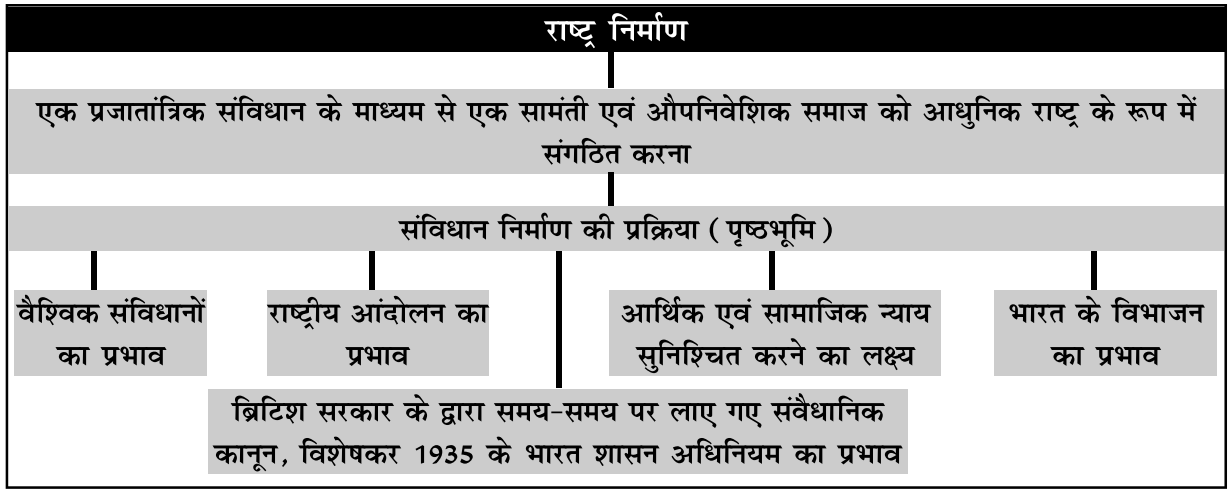 राष्ट्र निर्माण
एक प्रजातांत्रिक संविधान के माध्यम से एक सामंती एवं औपनिवेशिक समाज को आधुनिक राष्ट्र के रूप में
संगठित करना
संविधान निर्माण की प्रक्रिया ( पृष्ठभूमि )
वैश्विक संविधानों
का प्रभाव
राष्ट्रीय आंदोलन का
प्रभाव
आर्थिक एवं सामाजिक न्याय
सुनिश्चित करने का लक्ष्य
भारत के विभाजन
का प्रभाव
ब्रिटिश सरकार के द्वारा समय-समय पर लाए गए संवैधानिक
कानून, विशेषकर 1935 के भारत शासन अधिनियम का प्रभाव